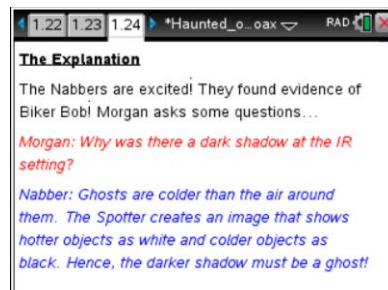 1.22 1.23 1.24 *Haunted_o...oax RAD
The Explanation
The Nabbers are excited! They found evidence of
Biker Bob! Morgan asks some questions...
Morgan: Why was there a dark shadow at the IR
setting?
Nabber: Ghosts are colder than the air around
them. The Spotter creates an image that shows
hotter objects as white and colder objects as
black. Hence, the darker shadow must be a ghost!